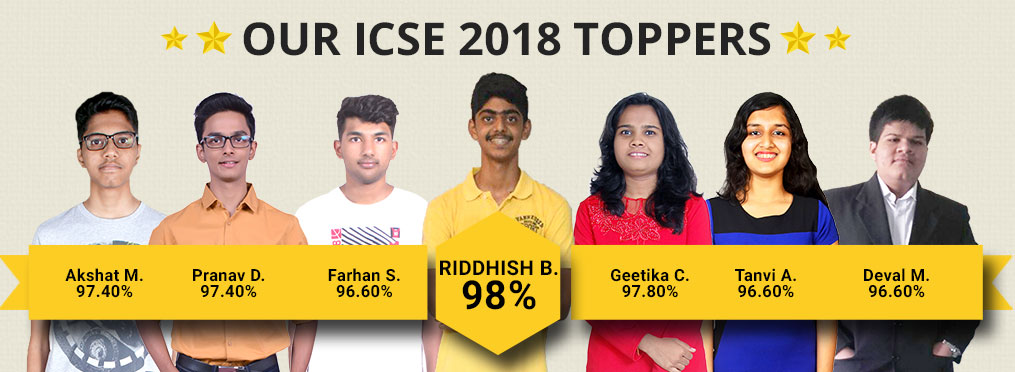 OUR ICSE 2018 TOPPERS
Akshat M.
97.40%
Pranav D.
97.40%
Farhan S.
96.60%
RIDDHISH B.
98%
Geetika C.
97.80%
Tanvi A.
96.60%
Deval M.
96.60%